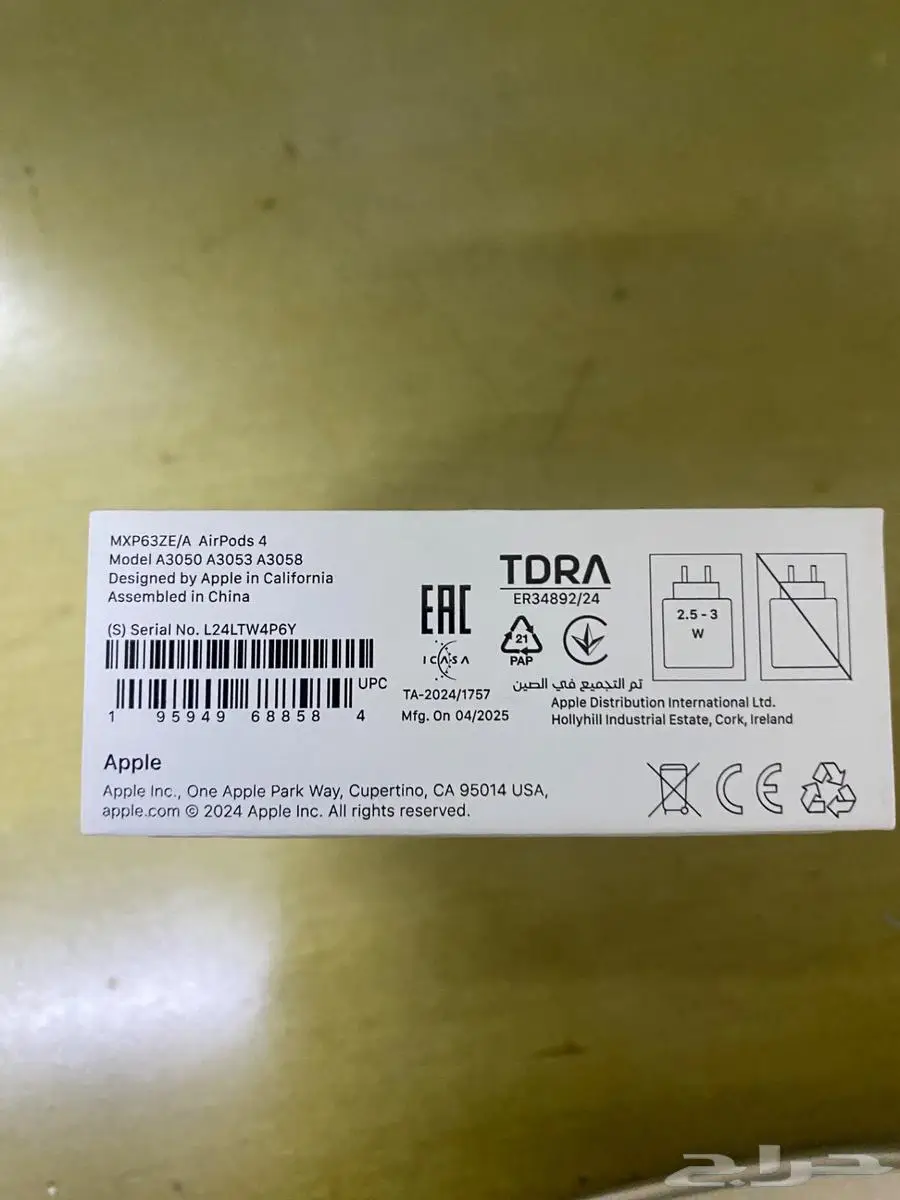 MXP63ZE/A AirPods 4
Model A3050 A3053 A3058
Designed by Apple in California
Assembled in China
(S) Serial No. L24LTW4P6Y
UPC
1 95949 68858 4
EAC
ICASA
TA-2024/1757
Mfg. On 04/2025
TDRA
ER34892/24
21
PAP
2.5 - 3
W
تم التجميع في الصين
Apple Distribution International Ltd.
Hollyhill Industrial Estate, Cork, Ireland
Apple
Apple Inc., One Apple Park Way, Cupertino, CA 95014 USA,
apple.com © 2024 Apple Inc. All rights reserved.
CE
حراج